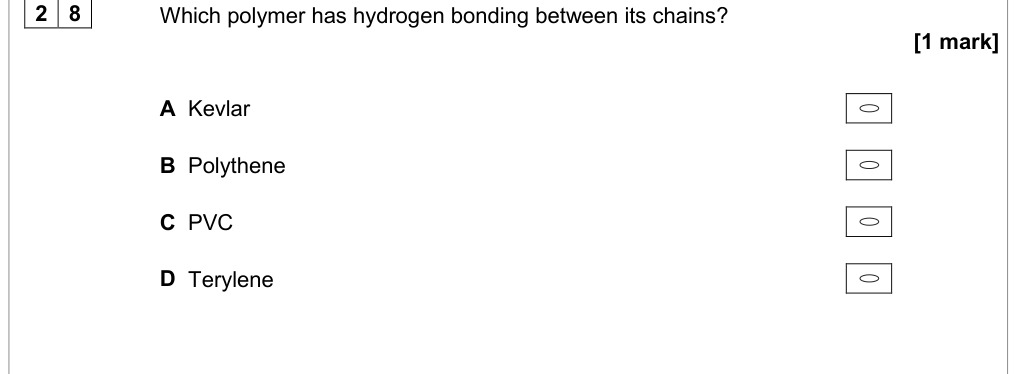 2 8 Which polymer has hydrogen bonding between its chains?
[1 mark]
A Kevlar
B Polythene
C PVC
D Terylene